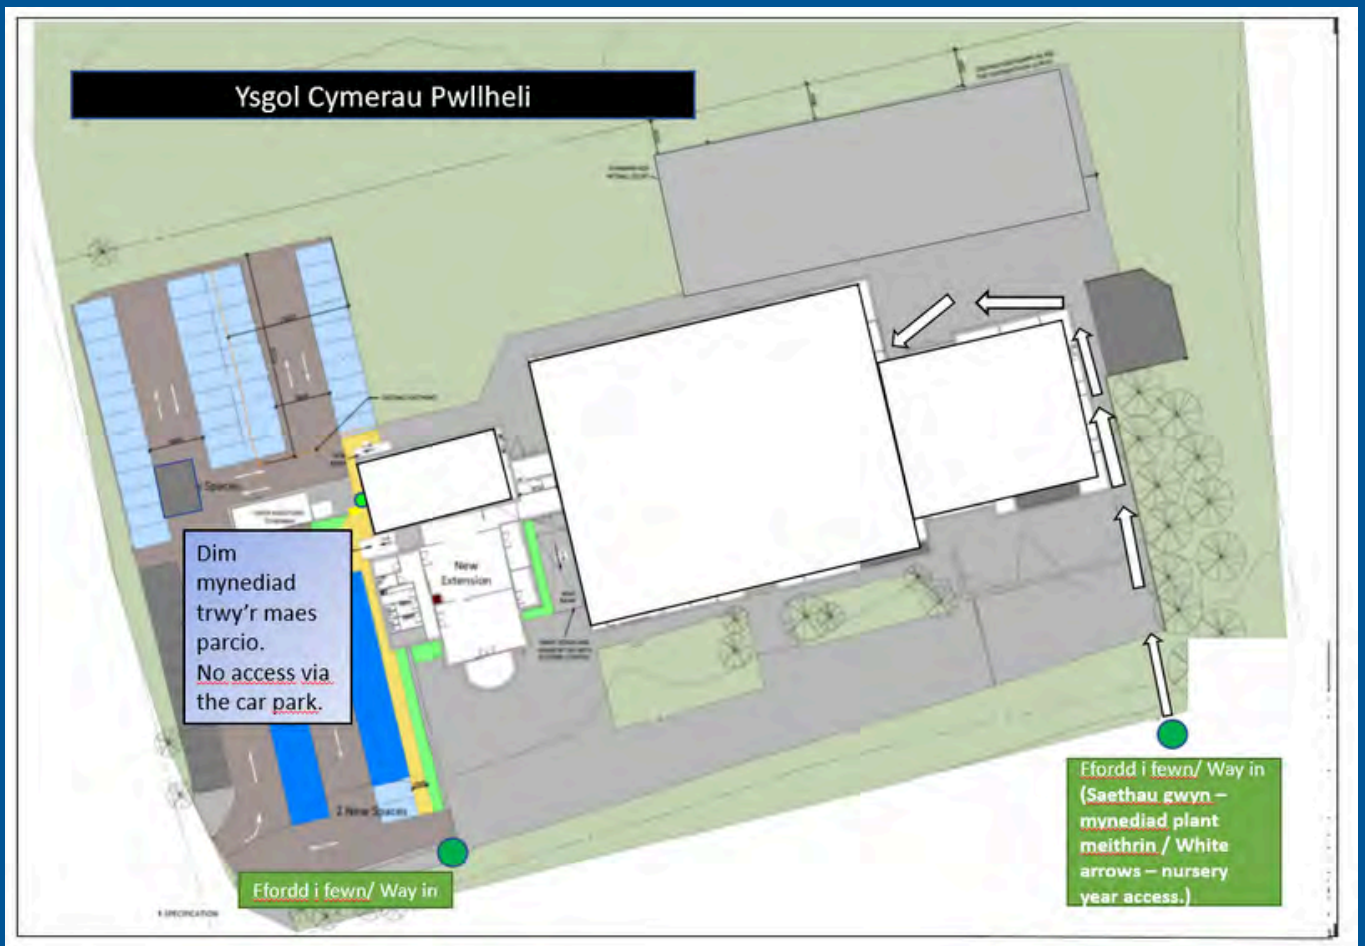 Ysgol Cymerau Pwllheli
Spaces
New
Extension
Dim
mynediad
trwy'r maes
parcio.
No access via
the car park.
2 New Spaces
Ffordd i fewn/ Way in
Ffordd i fewn/ Way in
(Saethau gwyn –
mynediad plant
meithrin / White
arrows – nursery
year access.)
SPECIFICATION